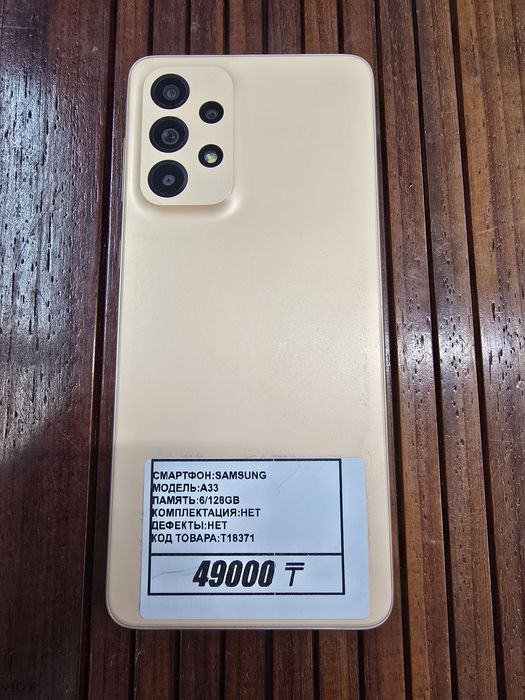 СМАРТФОН:SAMSUNG
МОДЕЛЬ:A33
ПАМЯТЬ:6/128GB
КОМПЛЕКТАЦИЯ:НЕТ
ДЕФЕКТЫ:НЕТ
КОД ТОВАРА:T18371
49000 ₸